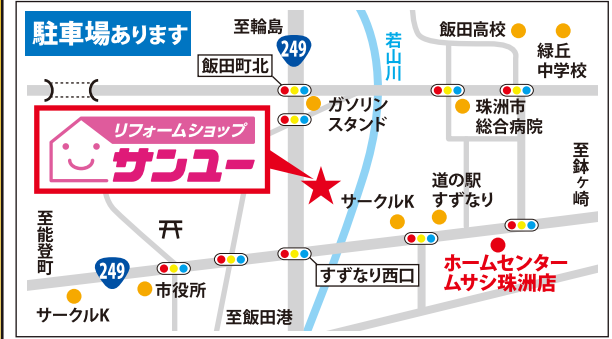 駐車場あります
至輪島
249
飯田町北
若山川
飯田高校
緑丘
中学校
ガソリン
スタンド
珠洲市
総合病院
リフォームショップ
サンユー
至鉢ヶ崎
道の駅
すずなり
サークルK
至能登町
249
市役所
サークルK
すずなり西口
至飯田港
ホームセンター
ムサシ珠洲店